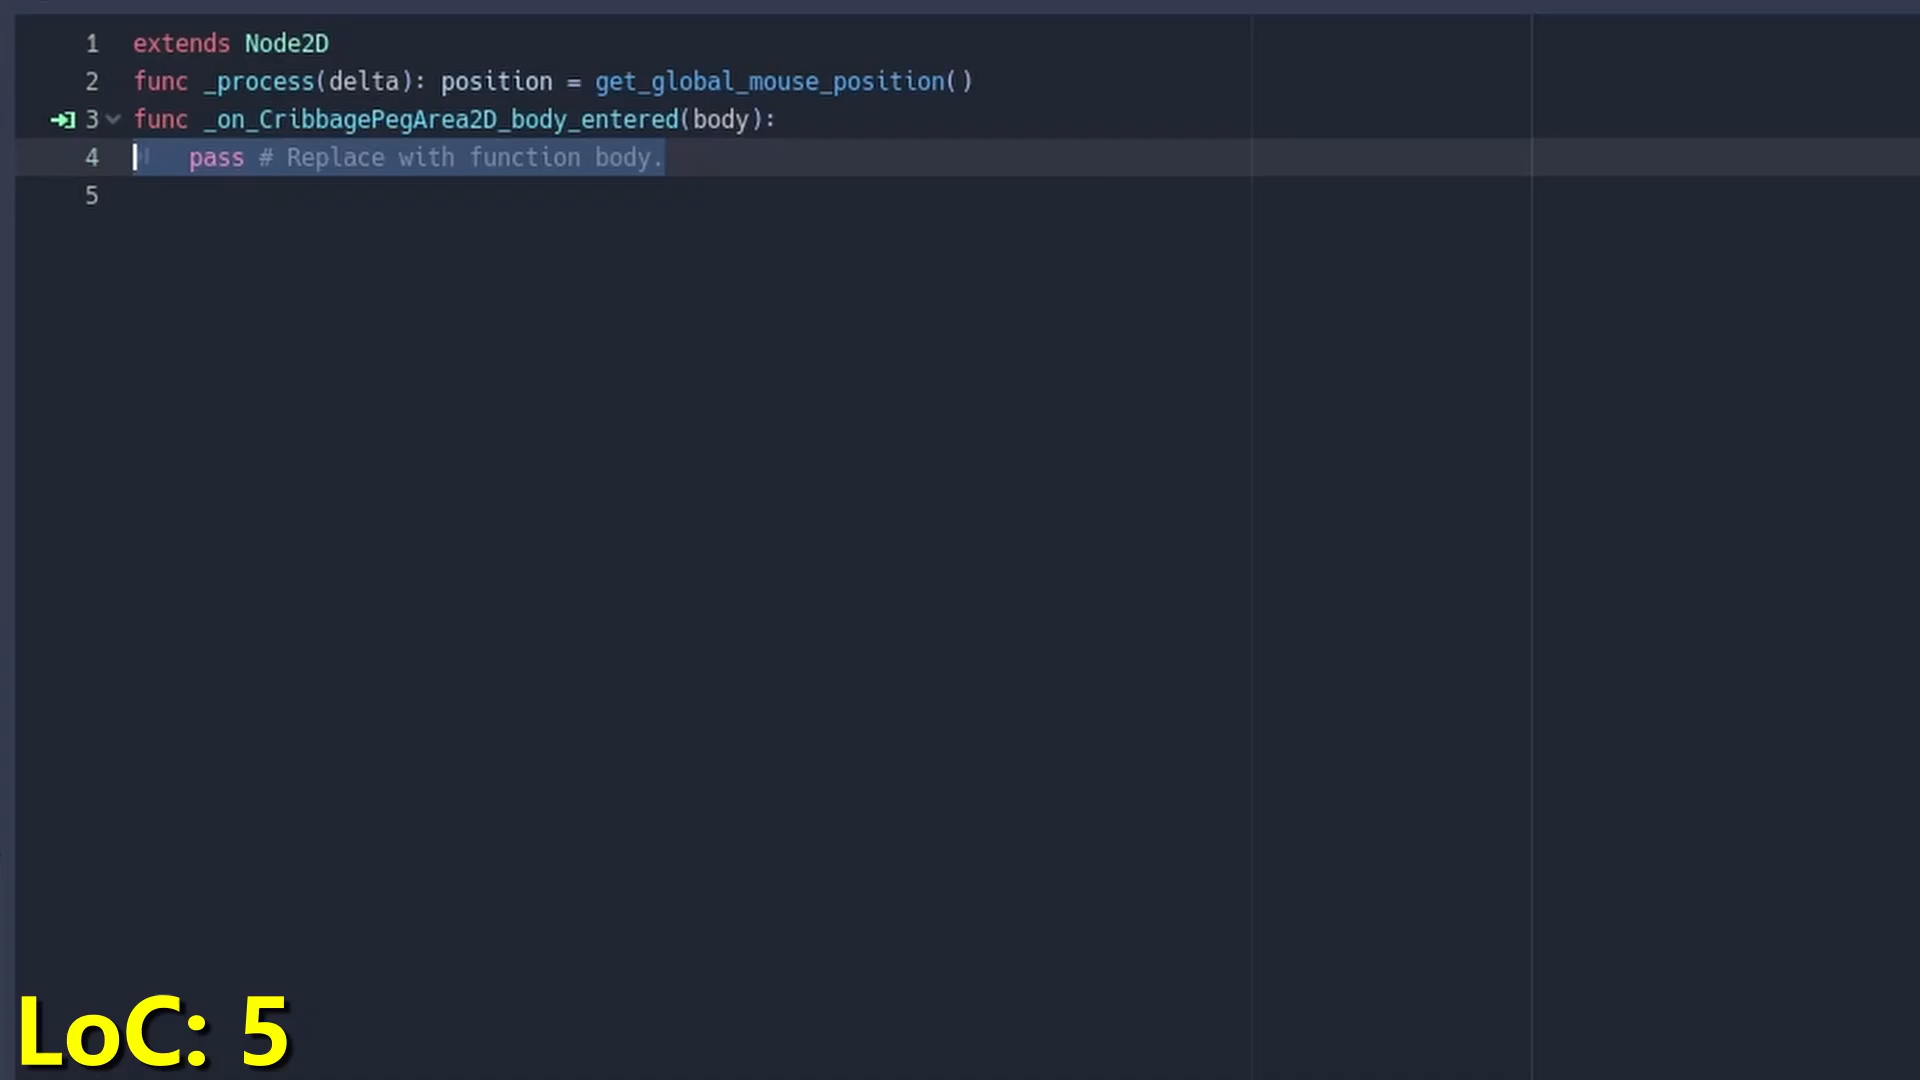 1 extends Node2D
2 func _process(delta): position = get_global_mouse_position()
3 func _on_CribbagePegArea2D_body_entered(body):
4 pass # Replace with function body.
5
LoC: 5